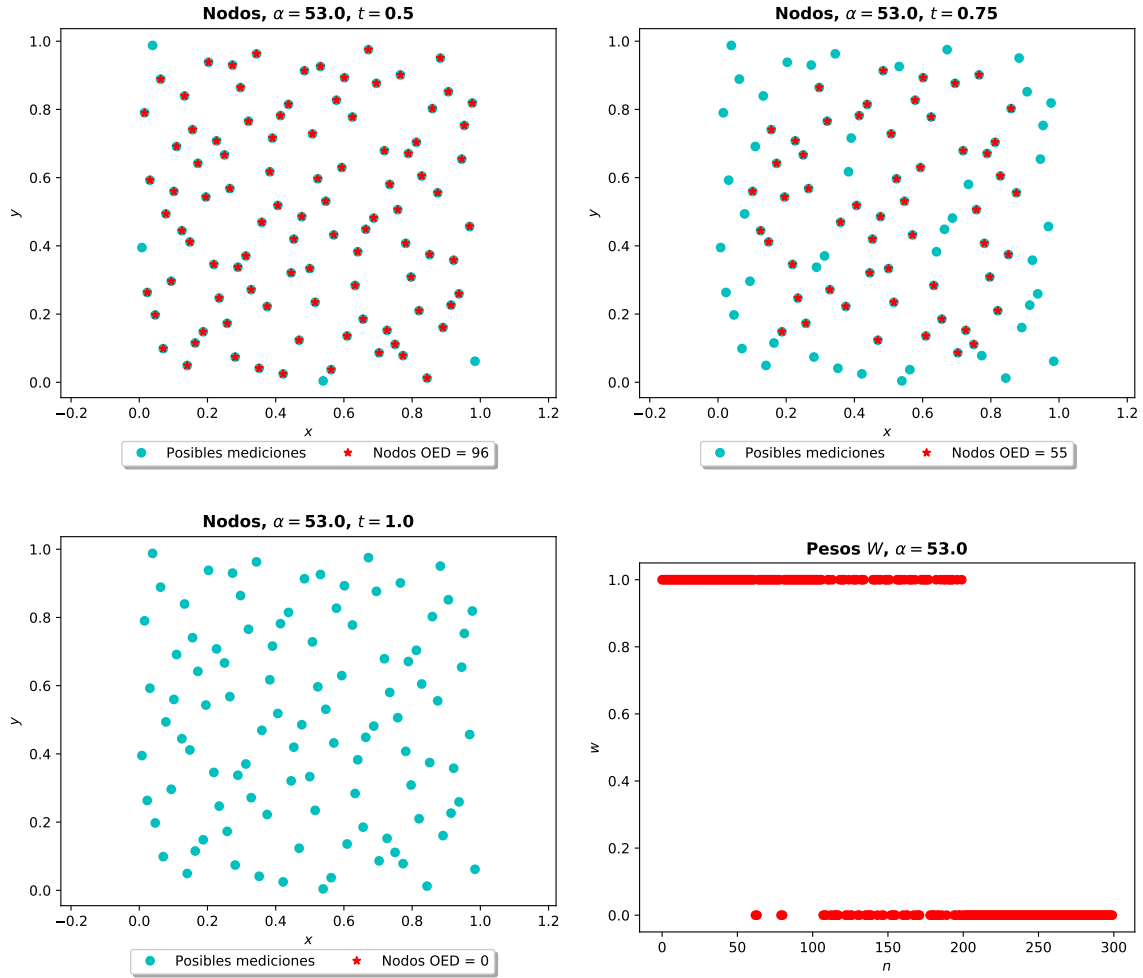 Nodos, α = 53.0, t = 0.5
1.0
0.8
0.6
0.4
0.2
0.0
y
−0.2 0.0 0.2 0.4 0.6 0.8 1.0 1.2
x
Posibles mediciones Nodos OED = 96
Nodos, α = 53.0, t = 0.75
1.0
0.8
0.6
0.4
0.2
0.0
y
−0.2 0.0 0.2 0.4 0.6 0.8 1.0 1.2
x
Posibles mediciones Nodos OED = 55
Nodos, α = 53.0, t = 1.0
1.0
0.8
0.6
0.4
0.2
0.0
y
−0.2 0.0 0.2 0.4 0.6 0.8 1.0 1.2
x
Posibles mediciones Nodos OED = 0
Pesos W, α = 53.0
1.0
0.8
0.6
0.4
0.2
0.0
w
0 50 100 150 200 250 300
n